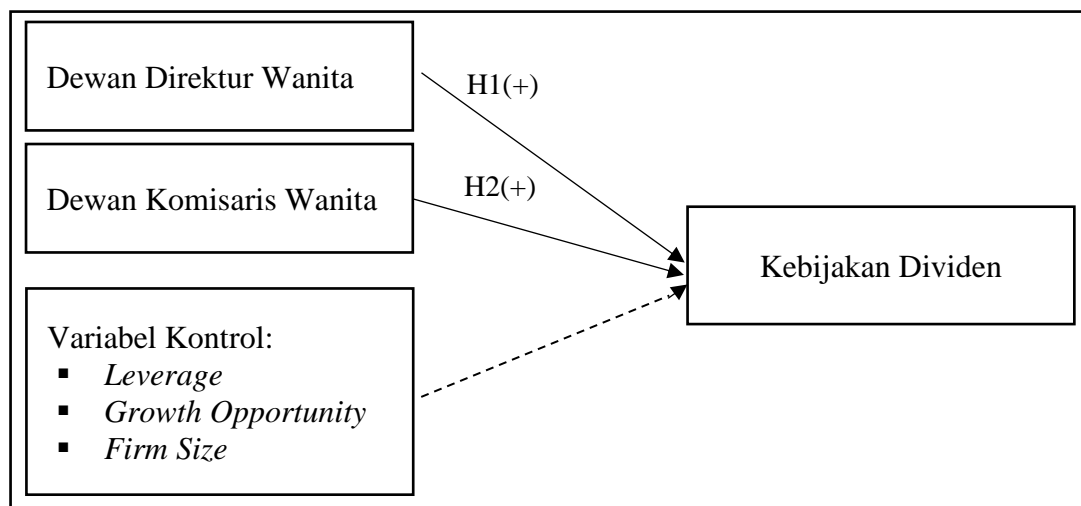 Dewan Direktur Wanita
H1(+)
Dewan Komisaris Wanita
H2(+)
Kebijakan Dividen
Variabel Kontrol:
▪ Leverage
▪ Growth Opportunity
▪ Firm Size